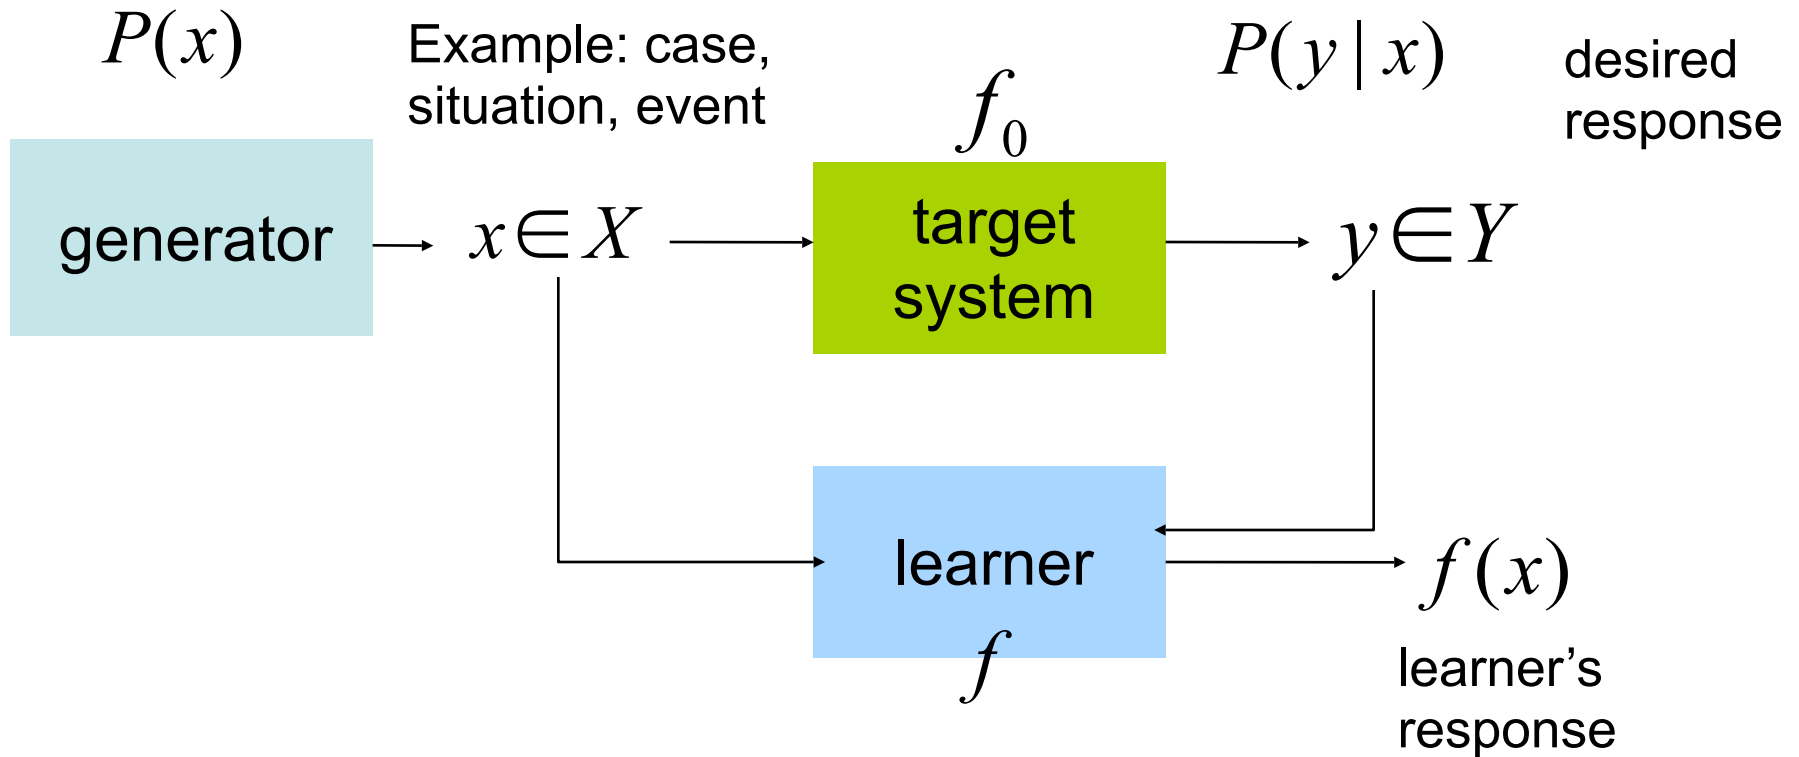 P(x)
Example: case,
situation, event
f₀
P(y | x)
desired
response
generator
x ∈ X
target
system
y ∈ Y
learner
f
f(x)
learner’s
response